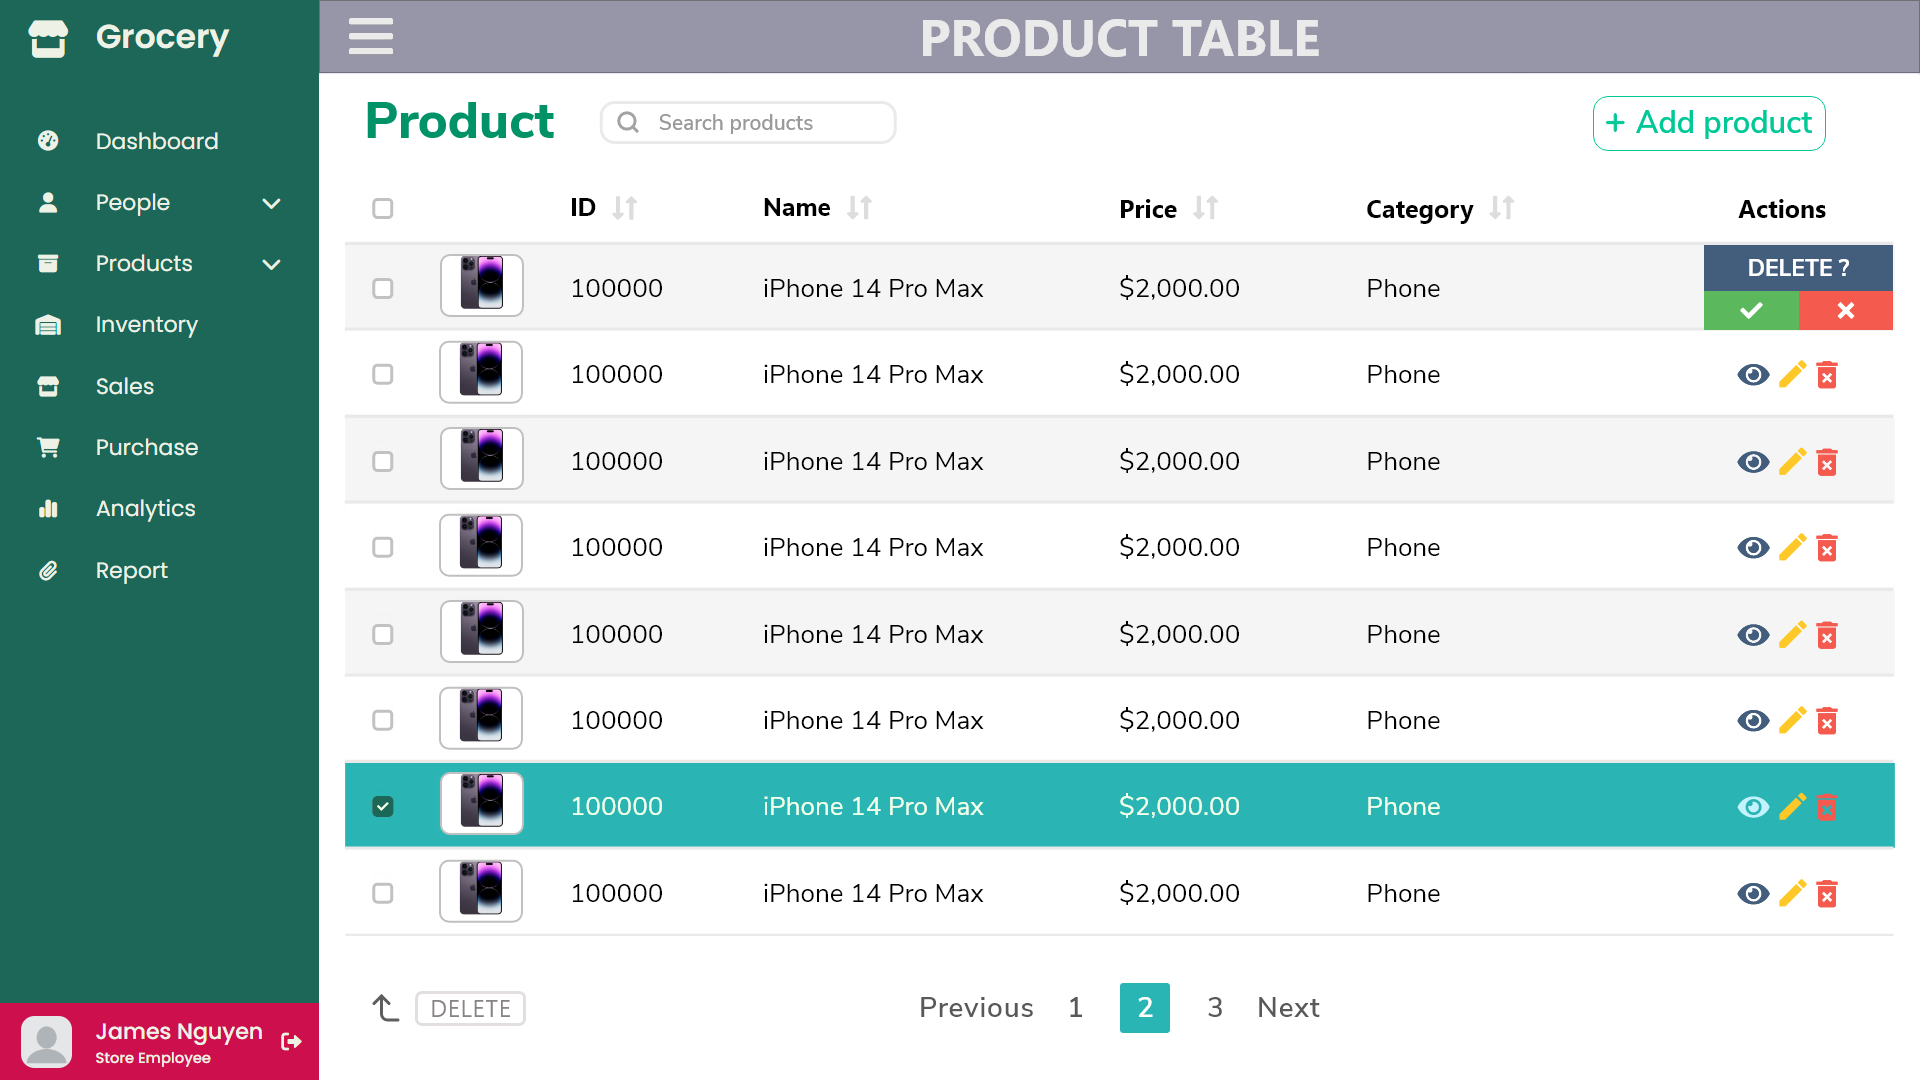 Grocery
PRODUCT TABLE
Dashboard
People
Products
Inventory
Sales
Purchase
Analytics
Report
James Nguyen
Store Employee
Product
Search products
+ Add product
ID Name Price Category Actions
100000 iPhone 14 Pro Max $2,000.00 Phone DELETE ?
100000 iPhone 14 Pro Max $2,000.00 Phone
100000 iPhone 14 Pro Max $2,000.00 Phone
100000 iPhone 14 Pro Max $2,000.00 Phone
100000 iPhone 14 Pro Max $2,000.00 Phone
100000 iPhone 14 Pro Max $2,000.00 Phone
100000 iPhone 14 Pro Max $2,000.00 Phone
100000 iPhone 14 Pro Max $2,000.00 Phone
DELETE
Previous 1 2 3 Next